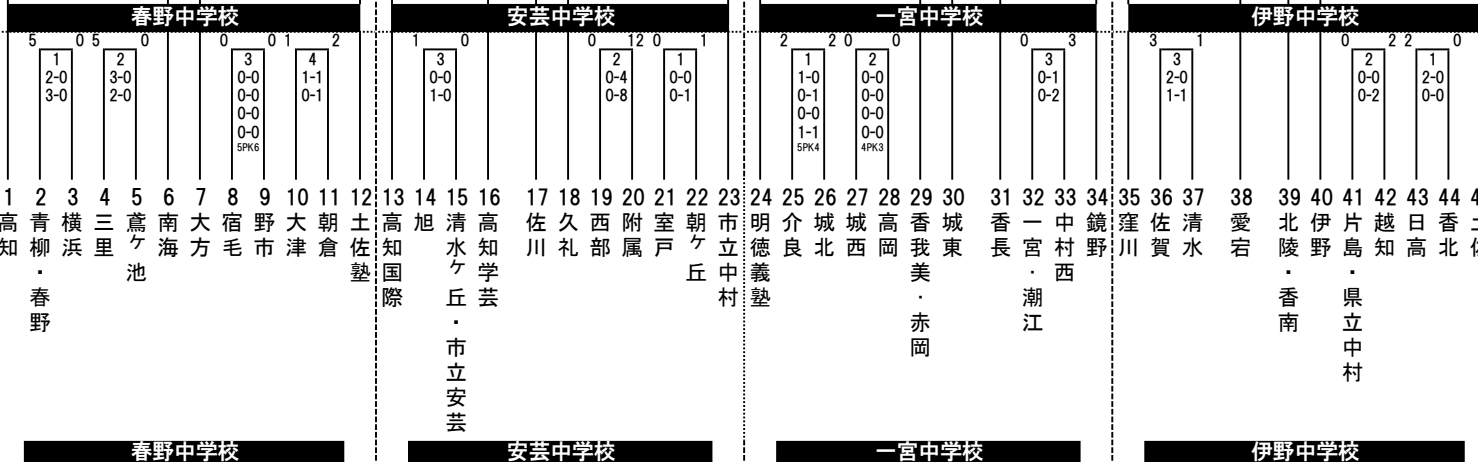 春野中学校 安芸中学校 一宮中学校 伊野中学校
5 0 5 0 0 0 1 2 1 0 0 12 0 1 2 2 0 0 0 3 3 1 0 2 2 0
1 2 3 4 3 2 1 1 2 3 3 2 1
2-0 3-0 0-0 1-1 0-0 0-4 0-0 1-0 0-0 0-1 2-0 0-0 2-0
3-0 2-0 0-0 0-1 1-0 0-8 0-1 0-1 0-0 0-2 1-1 0-2 0-0
0-0 0-0 0-0
0-0 1-1 0-0
5PK6 5PK4 4PK3
1 2 3 4 5 6 7 8 9 10 11 12 13 14 15 16 17 18 19 20 21 22 23 24 25 26 27 28 29 30 31 32 33 34 35 36 37 38 39 40 41 42 43 44
高知
青柳・春野
横浜
三里
鳶ケ池
南海
大方
宿毛
野市
大津
朝倉
土佐塾
高知国際
旭
清水ケ丘・市立安芸
高知学芸
佐川
久礼
西部
附属
室戸
朝ケ丘
市立中村
明徳義塾
介良
城北
城西
高岡
香我美・赤岡
城東
香長
一宮・潮江
中村西
鏡野
窪川
佐賀
清水
愛宕
北陵・香南
伊野
片島・県立中村
越知
日高
香北
春野中学校 安芸中学校 一宮中学校 伊野中学校